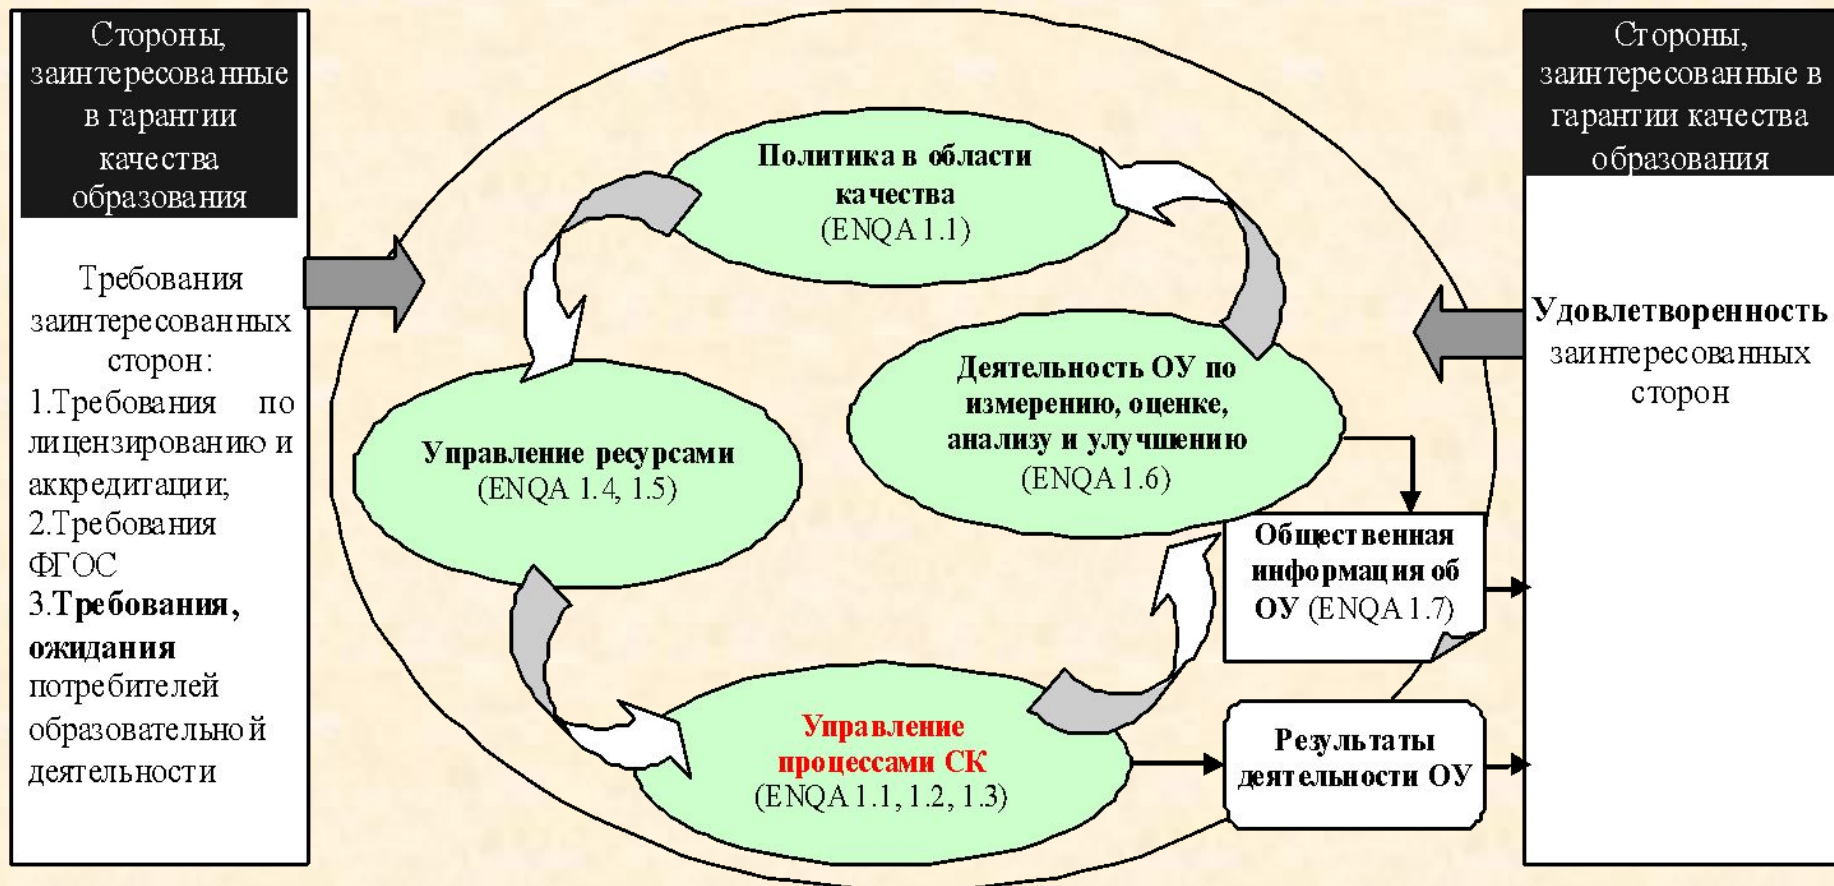 Стороны,
заинтересованные
в гарантии
качества
образования
Требования
заинтересованных
сторон:
1.Требования по
лицензированию и
аккредитации;
2.Требования
ФГОС
3.Требования,
ожидания
потребителей
образовательной
деятельности
Политика в области
качества
(ENQA 1.1)
Управление ресурсами
(ENQA 1.4, 1.5)
Деятельность ОУ по
измерению, оценке,
анализу и улучшению
(ENQA 1.6)
Общественная
информация об
ОУ (ENQA 1.7)
Управление
процессами СК
(ENQA 1.1, 1.2, 1.3)
Результаты
деятельности ОУ
Стороны,
заинтересованные в
гарантии качества
образования
Удовлетворенность
заинтересованных
сторон